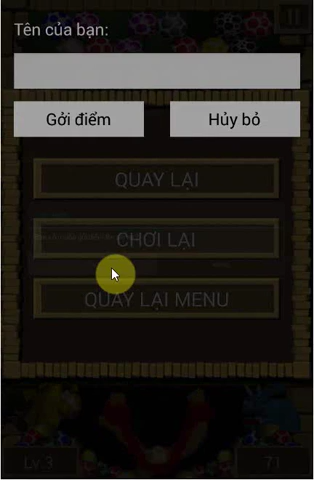 Tên của bạn:
Gởi điểm
Hủy bỏ
QUAY LẠI
CHƠI LẠI
QUAY LẠI MENU
Lv.3
71